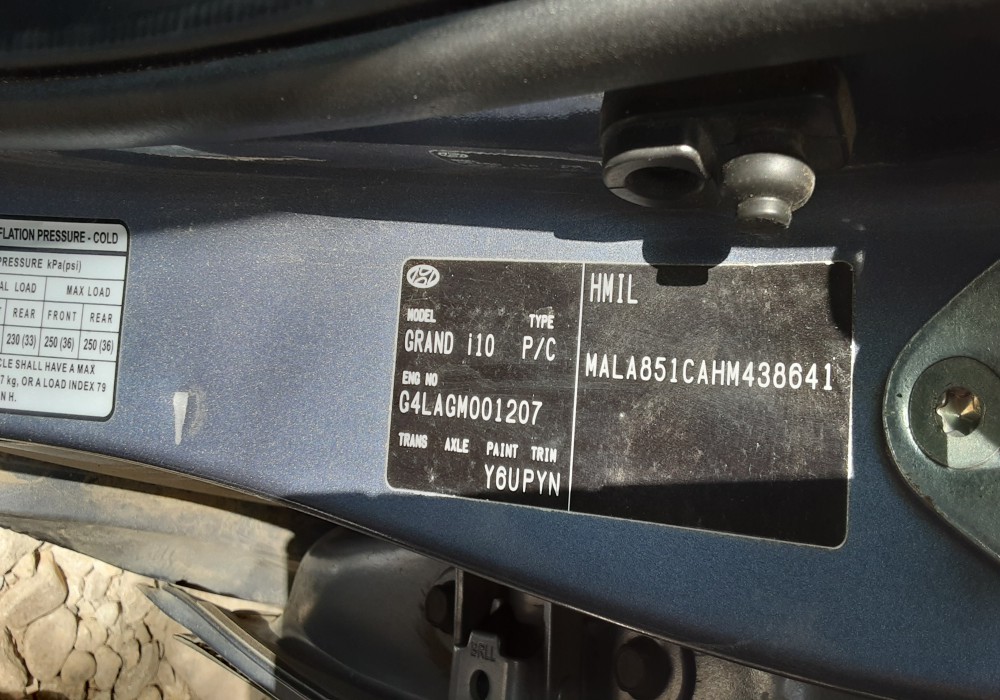 FLATION PRESSURE - COLD
PRESSURE kPa(psi)
AL LOAD MAX LOAD
REAR FRONT REAR
230 (33) 250 (36) 250 (36)
CLE SHALL HAVE A MAX
7 kg, OR A LOAD INDEX 79
N H.
HMIL
MODEL TYPE
GRAND i10 P/C
MALA851CAHM438641
ENG NO
G4LAGM001207
TRANS AXLE PAINT TRIM
Y6UPYN
BRLL